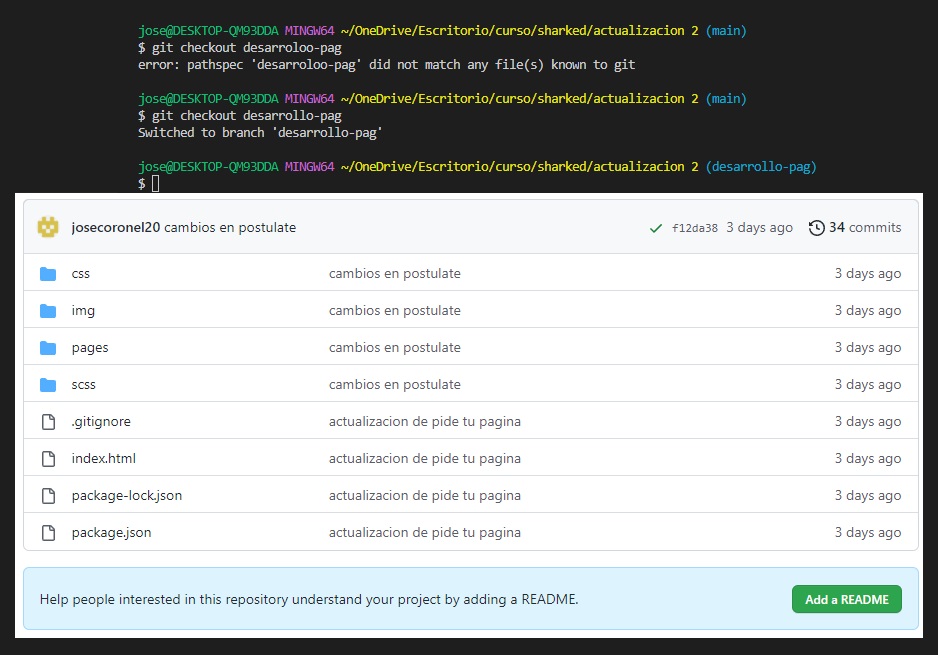 jose@DESKTOP-QM93DDA MINGW64 ~/OneDrive/Escritorio/curso/sharked/actualizacion 2 (main)
$ git checkout desarroloo-pag
error: pathspec 'desarroloo-pag' did not match any file(s) known to git
jose@DESKTOP-QM93DDA MINGW64 ~/OneDrive/Escritorio/curso/sharked/actualizacion 2 (main)
$ git checkout desarrollo-pag
Switched to branch 'desarrollo-pag'
jose@DESKTOP-QM93DDA MINGW64 ~/OneDrive/Escritorio/curso/sharked/actualizacion 2 (desarrollo-pag)
$
josecoronel20 cambios en postulate f12da38 3 days ago 34 commits
css cambios en postulate 3 days ago
img cambios en postulate 3 days ago
pages cambios en postulate 3 days ago
scss cambios en postulate 3 days ago
.gitignore actualizacion de pide tu pagina 3 days ago
index.html actualizacion de pide tu pagina 3 days ago
package-lock.json actualizacion de pide tu pagina 3 days ago
package.json actualizacion de pide tu pagina 3 days ago
Help people interested in this repository understand your project by adding a README. Add a README